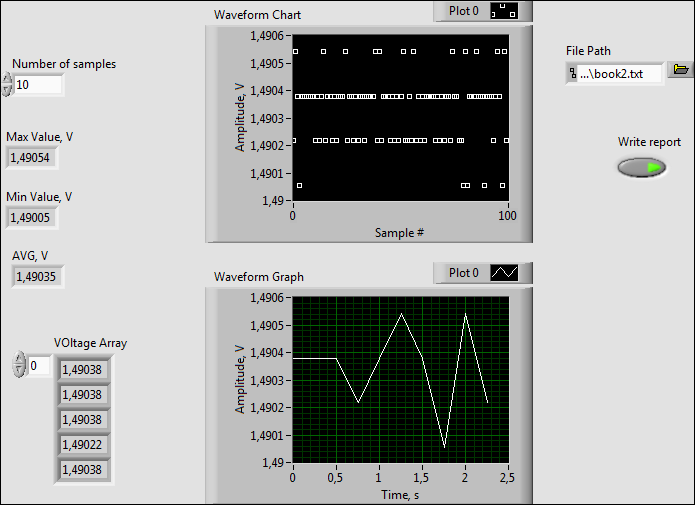 Number of samples
10
Max Value, V
1,49054
Min Value, V
1,49005
AVG, V
1,49035
VOltage Array
0
1,49038
1,49038
1,49038
1,49022
1,49038
Waveform Chart
Plot 0
Amplitude, V
1,4906
1,4905
1,4904
1,4903
1,4902
1,4901
1,49
0
100
Sample #
Waveform Graph
Plot 0
Amplitude, V
1,4906
1,4905
1,4904
1,4903
1,4902
1,4901
1,49
0
0,5
1
1,5
2
2,5
Time, s
File Path
...\book2.txt
Write report